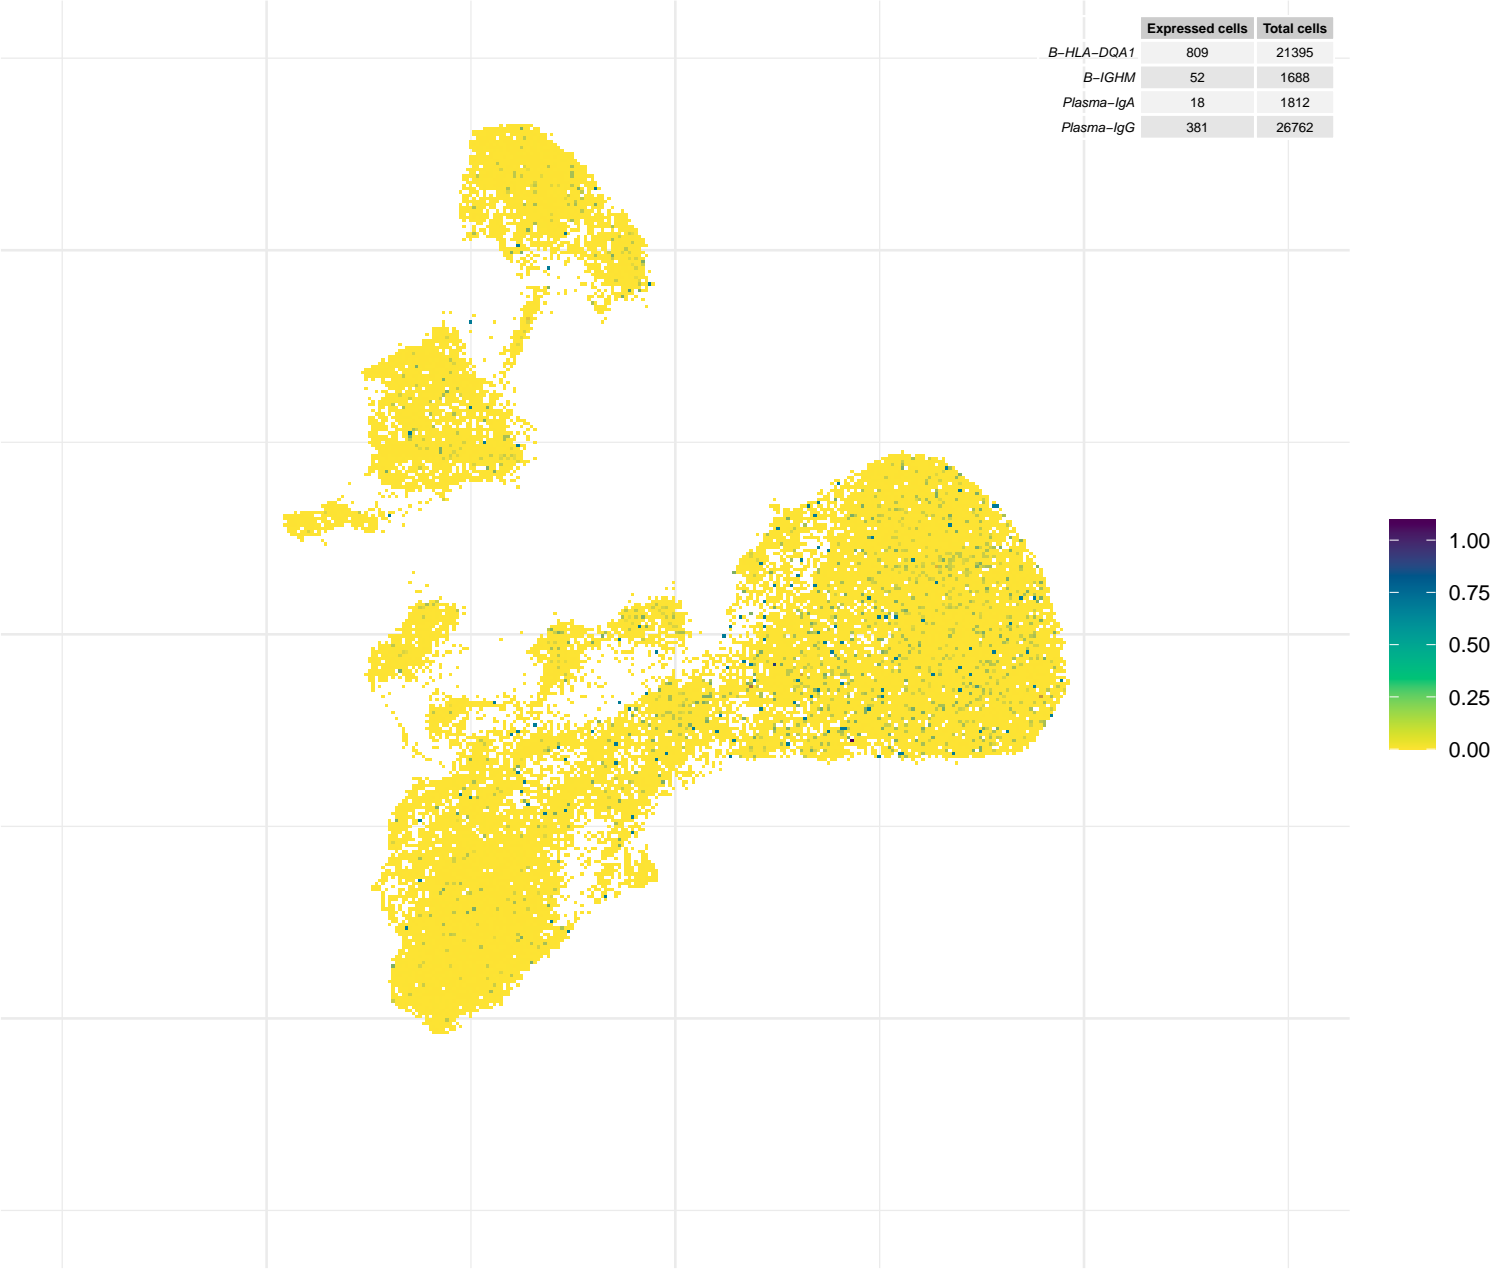 Expressed cells Total cells
B−HLA−DQA1 809 21395
B−IGHM 52 1688
Plasma−IgA 18 1812
Plasma−IgG 381 26762
1.00
0.75
0.50
0.25
0.00